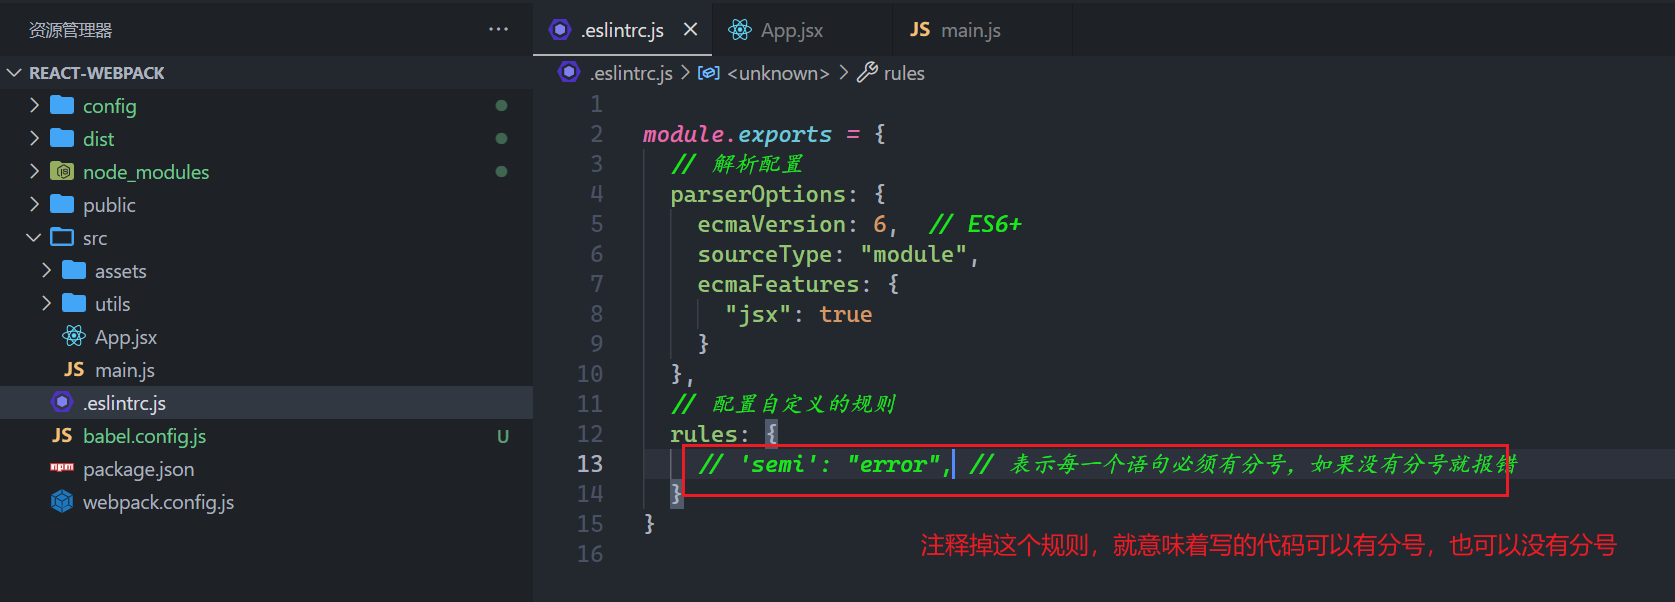 资源管理器
REACT-WEBPACK
config
dist
node_modules
public
src
assets
utils
App.jsx
JS main.js
.eslintrc.js
JS babel.config.js U
npm package.json
webpack.config.js
.eslintrc.js App.jsx JS main.js
.eslintrc.js > <unknown> > rules
1
2 module.exports = {
3 // 解析配置
4 parserOptions: {
5 ecmaVersion: 6, // ES6+
6 sourceType: "module",
7 ecmaFeatures: {
8 "jsx": true
9 }
10 },
11 // 配置自定义的规则
12 rules: {
13 // 'semi': "error", // 表示每一个语句必须有分号，如果没有分号就报错
14 }
15 }
16
注释掉这个规则，就意味着写的代码可以有分号，也可以没有分号